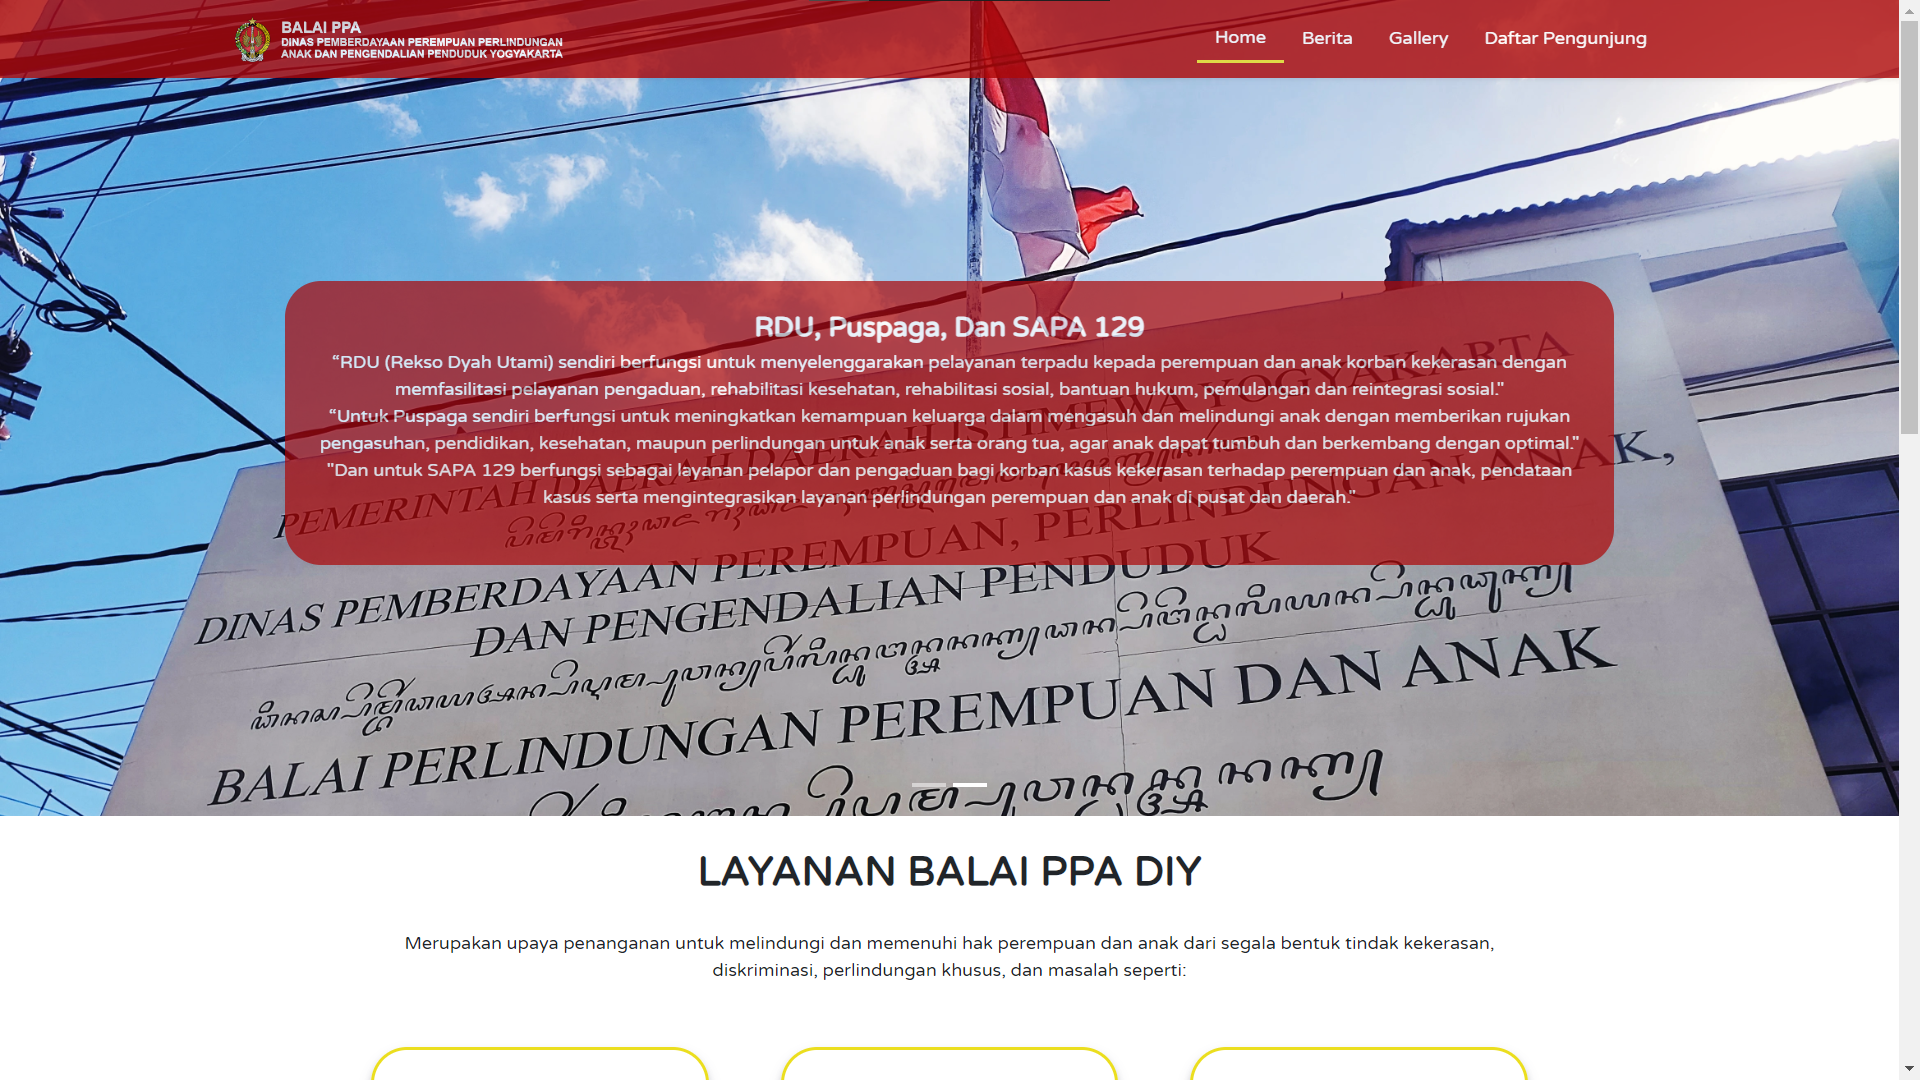 BALAI PPA
DINAS PEMBERDAYAAN PEREMPUAN PERLINDUNGAN
ANAK DAN PENGENDALIAN PENDUDUK YOGYAKARTA
Home
Berita
Gallery
Daftar Pengunjung
RDU, Puspaga, Dan SAPA 129
“RDU (Rekso Dyah Utami) sendiri berfungsi untuk menyelenggarakan pelayanan terpadu kepada perempuan dan anak korban kekerasan dengan
memfasilitasi pelayanan pengaduan, rehabilitasi kesehatan, rehabilitasi sosial, bantuan hukum, pemulangan dan reintegrasi sosial."
“Untuk Puspaga sendiri berfungsi untuk meningkatkan kemampuan keluarga dalam mengasuh dan melindungi anak dengan memberikan rujukan
pengasuhan, pendidikan, kesehatan, maupun perlindungan untuk anak serta orang tua, agar anak dapat tumbuh dan berkembang dengan optimal."
"Dan untuk SAPA 129 berfungsi sebagai layanan pelapor dan pengaduan bagi korban kasus kekerasan terhadap perempuan dan anak, pendataan
kasus serta mengintegrasikan layanan perlindungan perempuan dan anak di pusat dan daerah."
PEMERINTAH DAERAH DAERAH ISTIMEWA YOGYAKARTA
DINAS PEMBERDAYAAN PEREMPUAN, PERLINDUNGAN ANAK,
DAN PENGENDALIAN PENDUDUK
BALAI PERLINDUNGAN PEREMPUAN DAN ANAK
LAYANAN BALAI PPA DIY
Merupakan upaya penanganan untuk melindungi dan memenuhi hak perempuan dan anak dari segala bentuk tindak kekerasan,
diskriminasi, perlindungan khusus, dan masalah seperti: